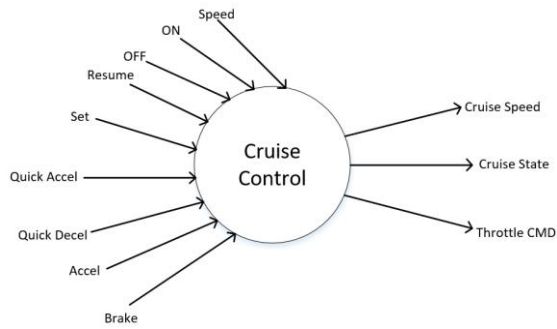 Speed
ON
OFF
Resume
Set
Quick Accel
Quick Decel
Accel
Brake
Cruise
Control
Cruise Speed
Cruise State
Throttle CMD